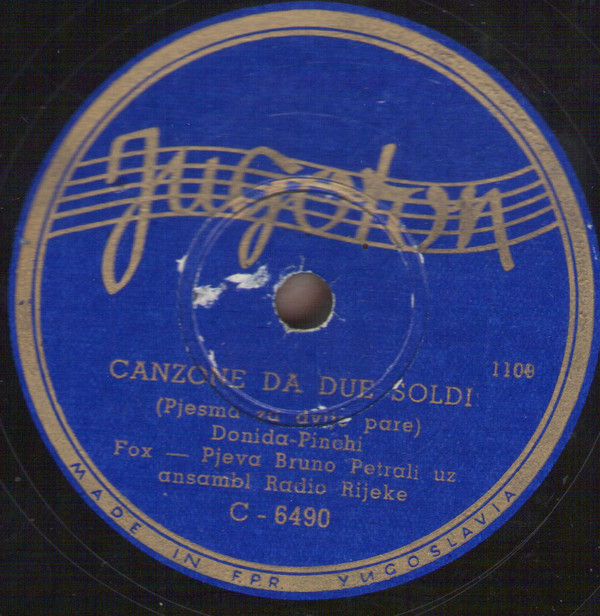 Jugoton
CANZONE DA DUE SOLDI
(Pjesma za dvije pare)
Donida-Pinchi
Fox — Pjeva Bruno Petrali uz
ansambl Radio Rijeke
C - 6490
MADE IN F.P.R. YUGOSLAVIA